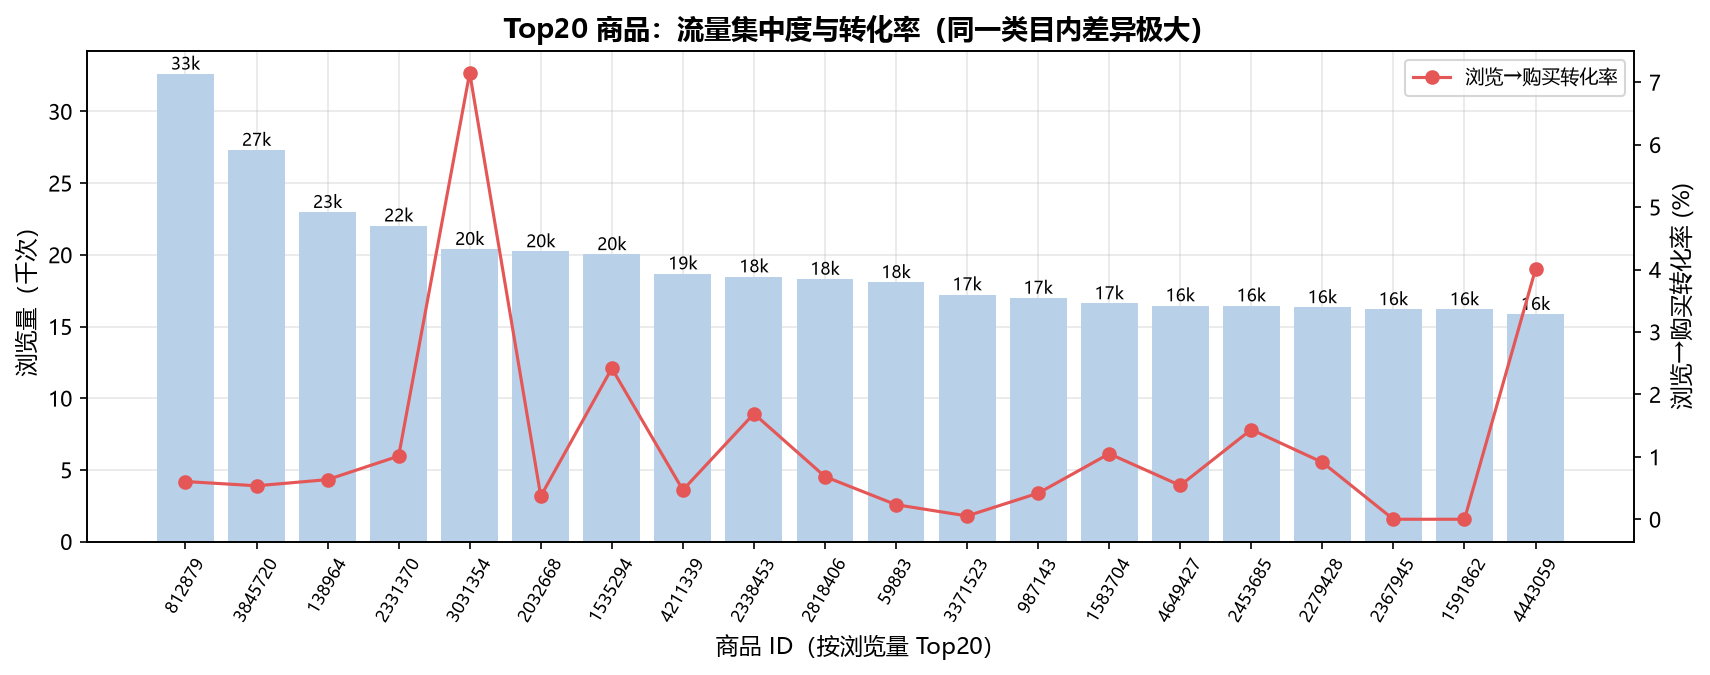 Top20 商品：流量集中度与转化率（同一类目内差异极大）
浏览→购买转化率
33k
27k
23k
22k
20k
20k
20k
19k
18k
18k
18k
17k
17k
17k
16k
16k
16k
16k
16k
16k
浏览量（千次）
30
25
20
15
10
5
0
浏览→购买转化率 (%)
7
6
5
4
3
2
1
0
812879
3845720
138964
2331370
3031354
2032668
1535294
4211339
2338453
2818406
59883
3371523
987143
1583704
4649427
2453685
2279428
2367945
1591862
4443059
商品 ID（按浏览量 Top20）